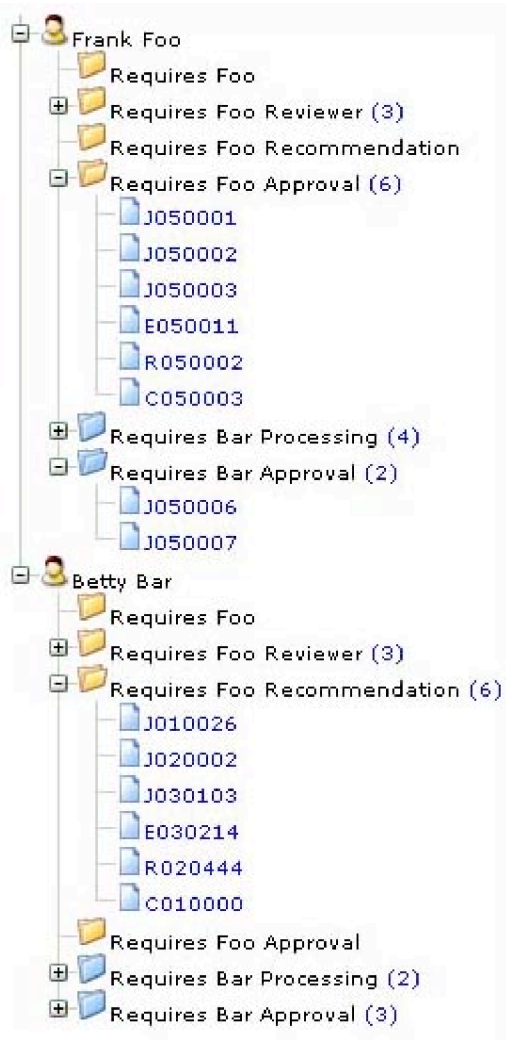 Frank Foo
Requires Foo
Requires Foo Reviewer (3)
Requires Foo Recommendation
Requires Foo Approval (6)
J050001
J050002
J050003
E050011
R050002
C050003
Requires Bar Processing (4)
Requires Bar Approval (2)
J050006
J050007
Betty Bar
Requires Foo
Requires Foo Reviewer (3)
Requires Foo Recommendation (6)
J010026
J020002
J030103
E030214
R020444
C010000
Requires Foo Approval
Requires Bar Processing (2)
Requires Bar Approval (3)